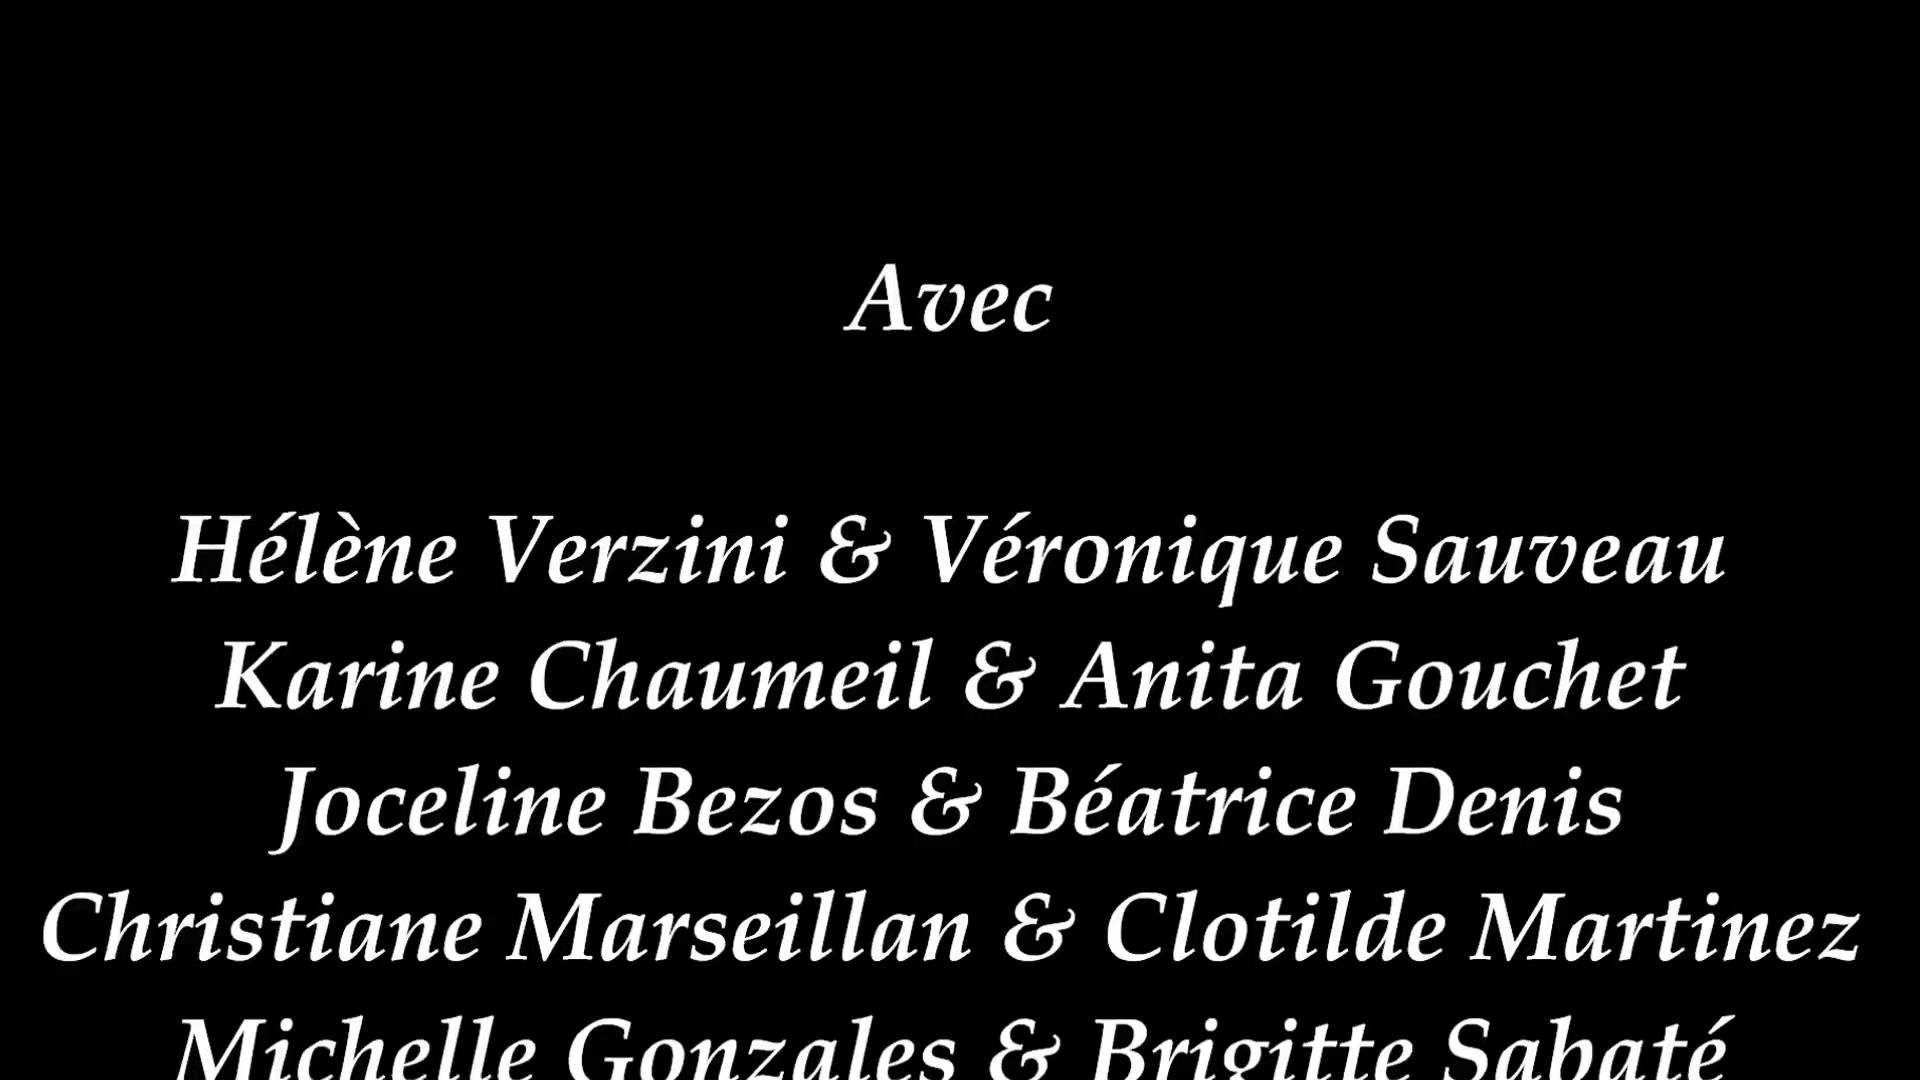 Avec
Hélène Verzini & Véronique Sauveau
Karine Chaumeil & Anita Gouchet
Joceline Bezos & Béatrice Denis
Christiane Marseillan & Clotilde Martinez
Michelle Gonzales & Brigitte Sabaté